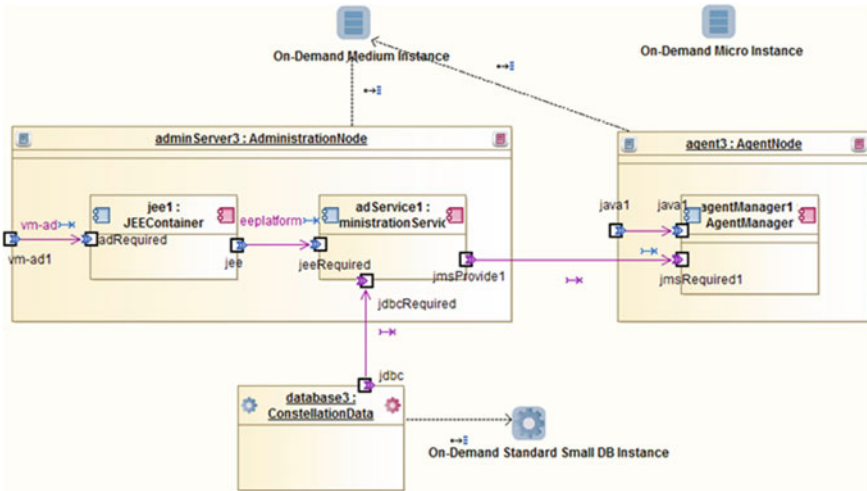 On-Demand Medium Instance
On-Demand Micro Instance
adminServer3 : AdministrationNode
agent3 : AgentNode
vm-ad
jee1 :
JEEContainer
eeplatform
adService1 :
ministrationServic
java1
java1
agentManager1
AgentManager
adRequired
vm-ad1
jee
jeeRequired
jmsProvide1
jmsRequired1
jdbcRequired
jdbc
database3 :
ConstellationData
On-Demand Standard Small DB Instance